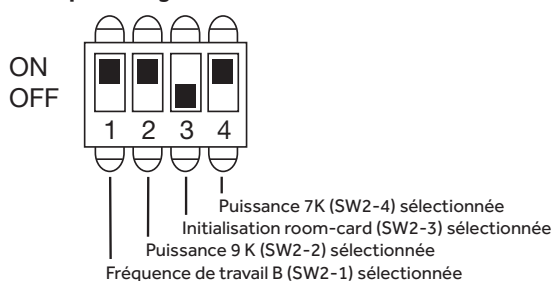 ON
OFF
1 2 3 4
Puissance 7K (SW2-4) sélectionnée
Initialisation room-card (SW2-3) sélectionnée
Puissance 9 K (SW2-2) sélectionnée
Fréquence de travail B (SW2-1) sélectionnée